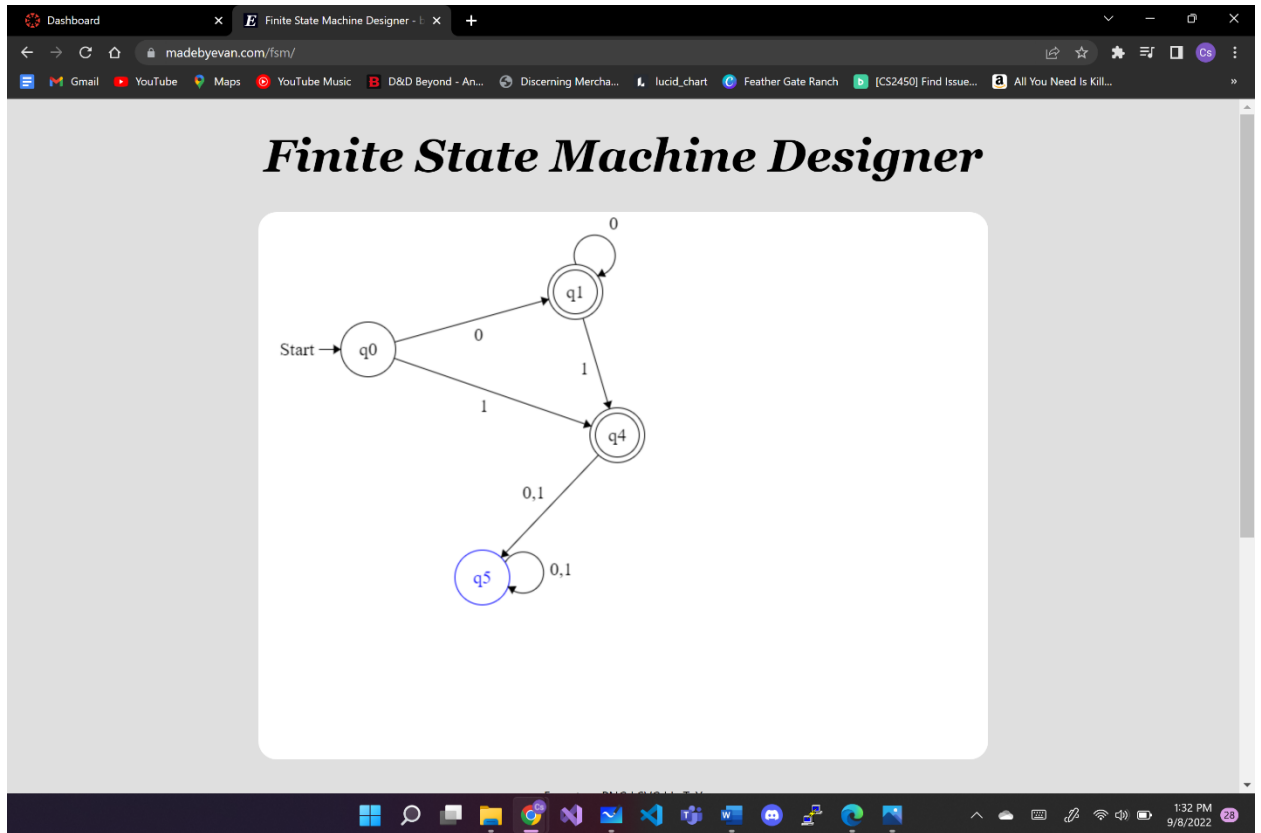 Dashboard
Finite State Machine Designer - b
madebyevan.com/fsm/
Cs
Gmail
YouTube
Maps
YouTube Music
D&D Beyond - An...
Discerning Mercha...
lucid_chart
Feather Gate Ranch
[CS2450] Find Issue...
All You Need Is Kill...
»
Finite State Machine Designer
0
q1
0
Start
q0
1
1
q4
0,1
q5
0,1
1:32 PM
9/8/2022
28